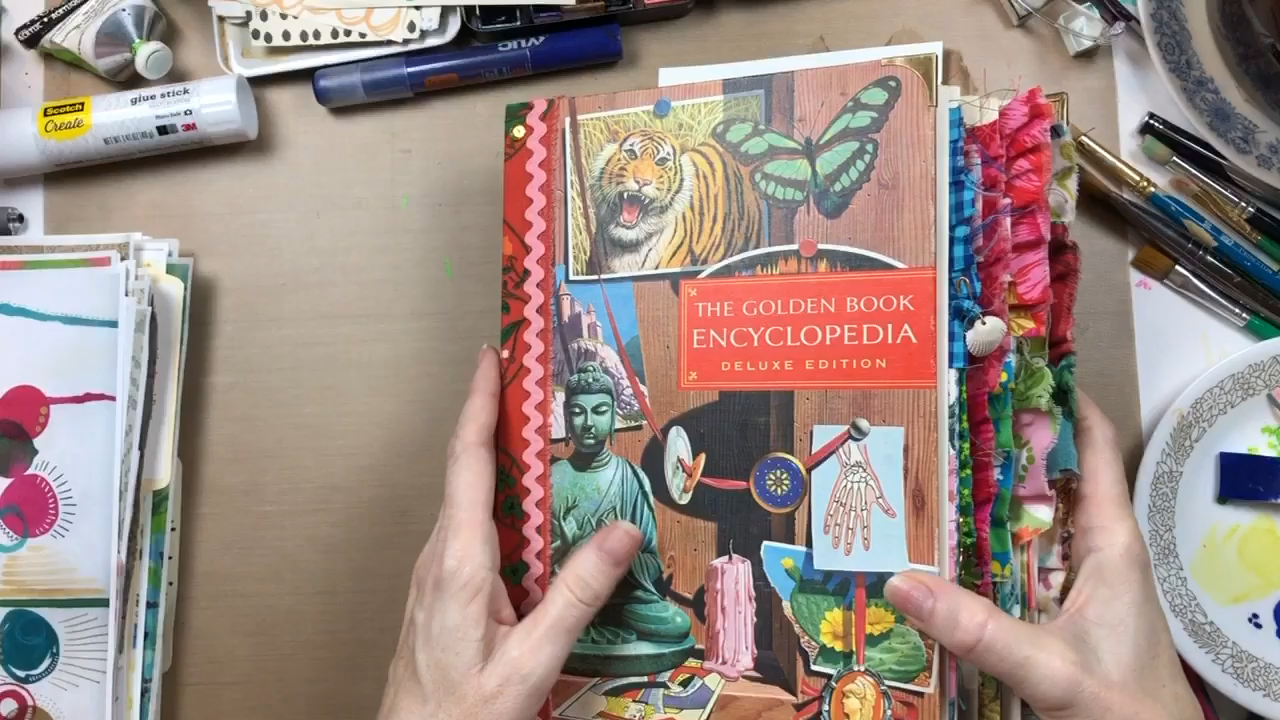 Scotch
Create
glue stick
3M
THE GOLDEN BOOK
ENCYCLOPEDIA
DELUXE EDITION